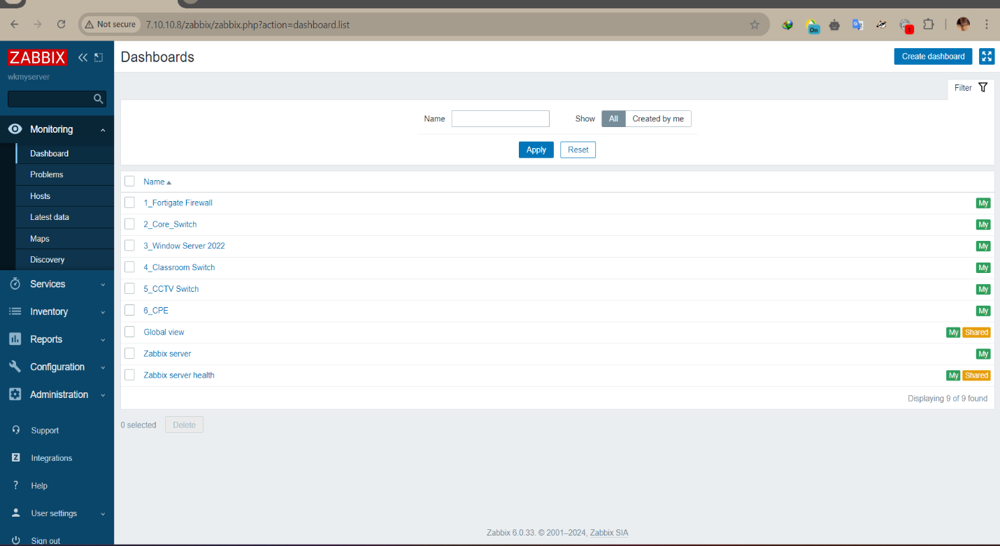 Not secure 7.10.10.8/zabbix/zabbix.php?action=dashboard.list
On
1
ZABBIX
wkmyserver
Monitoring
Dashboard
Problems
Hosts
Latest data
Maps
Discovery
Services
Inventory
Reports
Configuration
Administration
Support
Z Integrations
? Help
User settings
Sign out
Dashboards
Create dashboard
Filter
Name
Show All Created by me
Apply Reset
Name
1_Fortigate Firewall My
2_Core_Switch My
3_Window Server 2022 My
4_Classroom Switch My
5_CCTV Switch My
6_CPE My
Global view My Shared
Zabbix server My
Zabbix server health My Shared
Displaying 9 of 9 found
0 selected Delete
Zabbix 6.0.33. © 2001–2024, Zabbix SIA